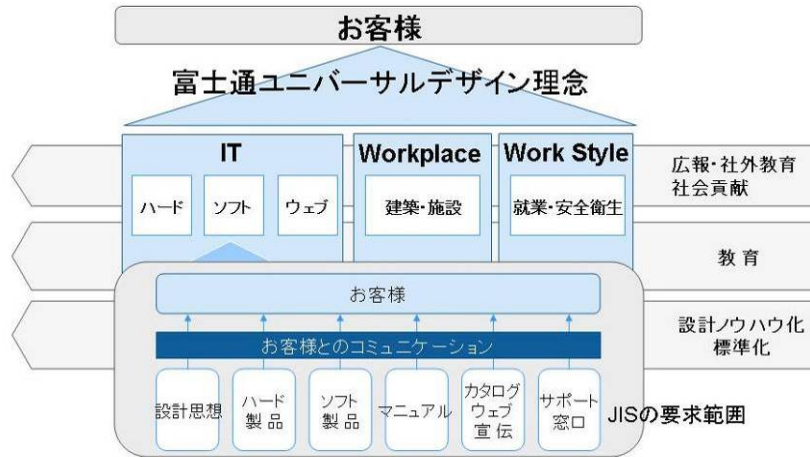 お客様
富士通ユニバーサルデザイン理念
IT
Workplace
Work Style
ハード
ソフト
ウェブ
建築・施設
就業・安全衛生
広報・社外教育
社会貢献
教育
設計ノウハウ化
標準化
お客様
お客様とのコミュニケーション
設計思想
ハード
製品
ソフト
製品
マニュアル
カタログ
ウェブ
宣伝
サポート
窓口
JISの要求範囲